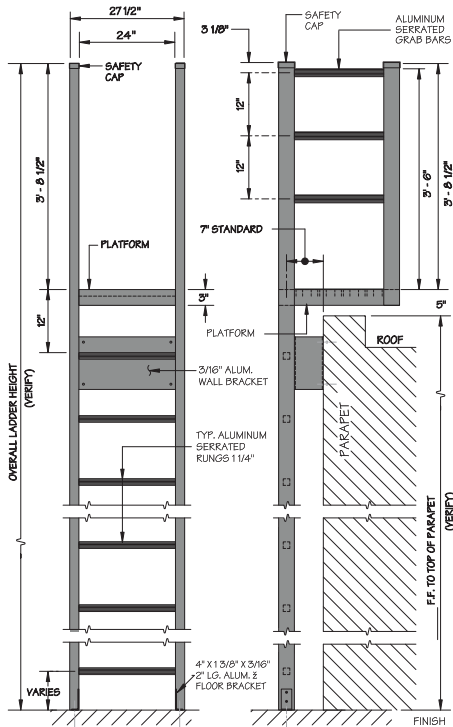 27 1/2"
24"
SAFETY
CAP
3 1/8"
ALUMINUM
SERRATED
GRAB BARS
SAFETY
CAP
12"
12"
3' - 8 1/2"
3' - 6"
3' - 8 1/2"
7" STANDARD
PLATFORM
3"
5"
12"
PLATFORM
ROOF
3/16" ALUM.
WALL BRACKET
PARAPET
OVERALL LADDER HEIGHT
(VERIFY)
TYP. ALUMINUM
SERRATED
RUNGS 1 1/4"
F.F. TO TOP OF PARAPET
(VERIFY)
4" X 1 3/8" X 3/16"
2" LG. ALUM.
FLOOR BRACKET
VARIES
FINISH